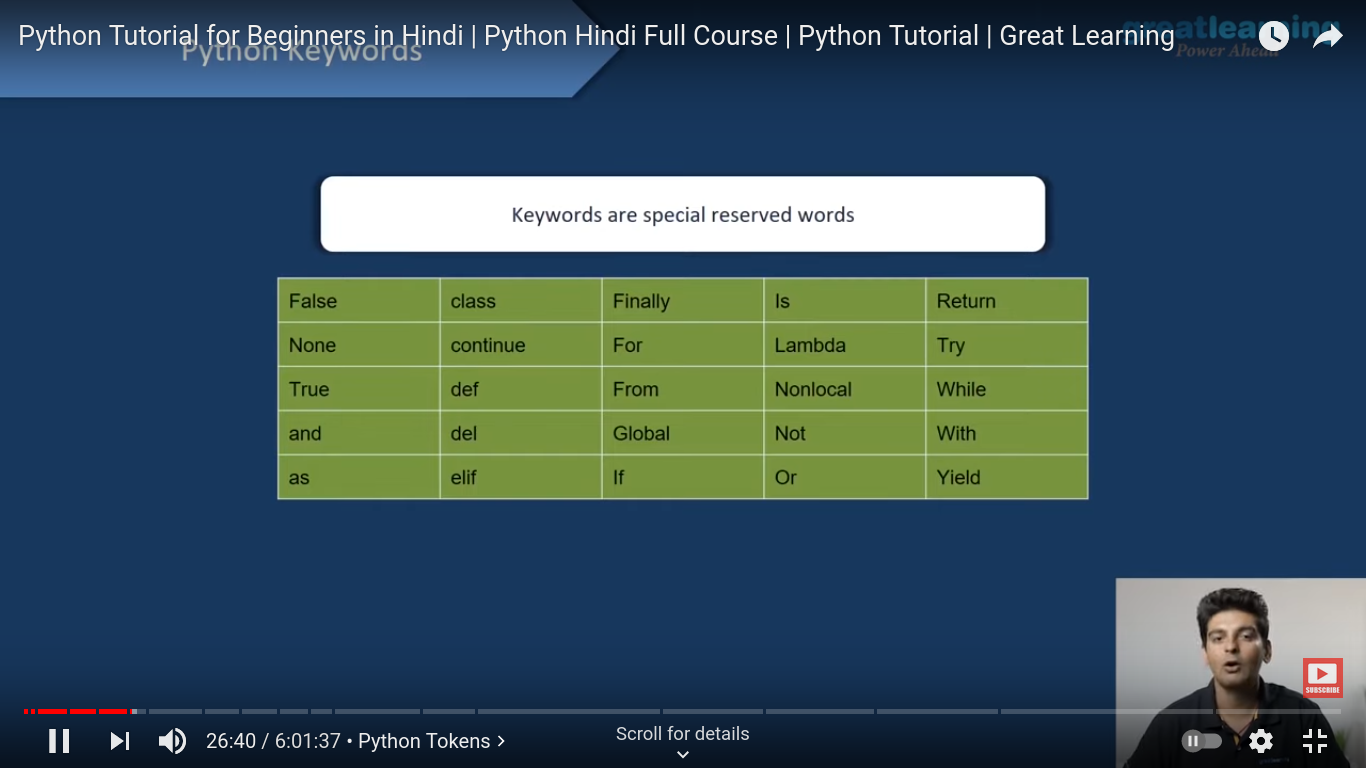 Python Tutorial for Beginners in Hindi | Python Hindi Full Course | Python Tutorial | Great Learning
greatlearning
Python Keywords
Power Ahead
Keywords are special reserved words
False class Finally Is Return
None continue For Lambda Try
True def From Nonlocal While
and del Global Not With
as elif If Or Yield
SUBSCRIBE
26:40 / 6:01:37 • Python Tokens
Scroll for details